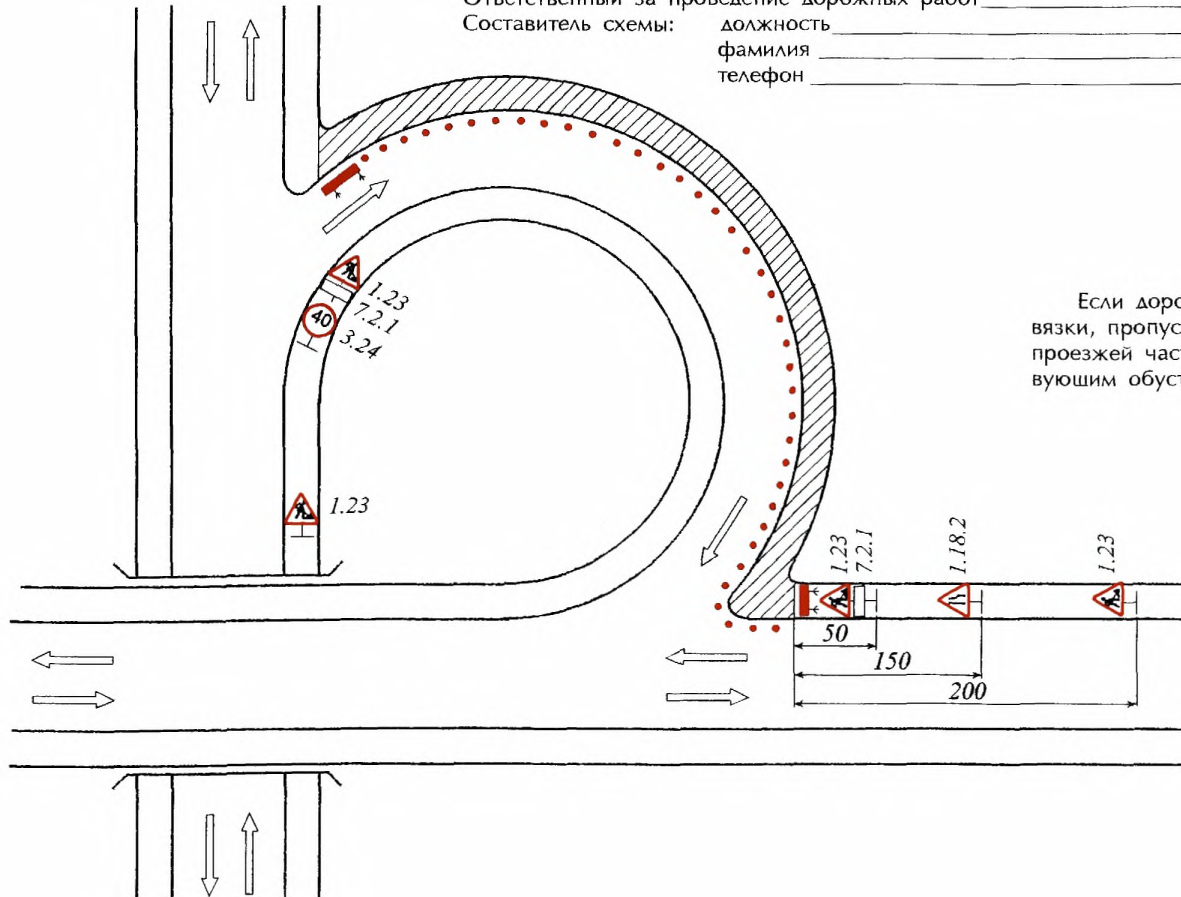 Ответственный за проведение дорожных работ
Составитель схемы: должность
фамилия
телефон
1.23
7.2.1
3.24
40
Если доро
вязки, пропус
проезжей час
вуюшим обуст
1.23
1.23
7.2.1
1.18.2
1.23
50
150
200